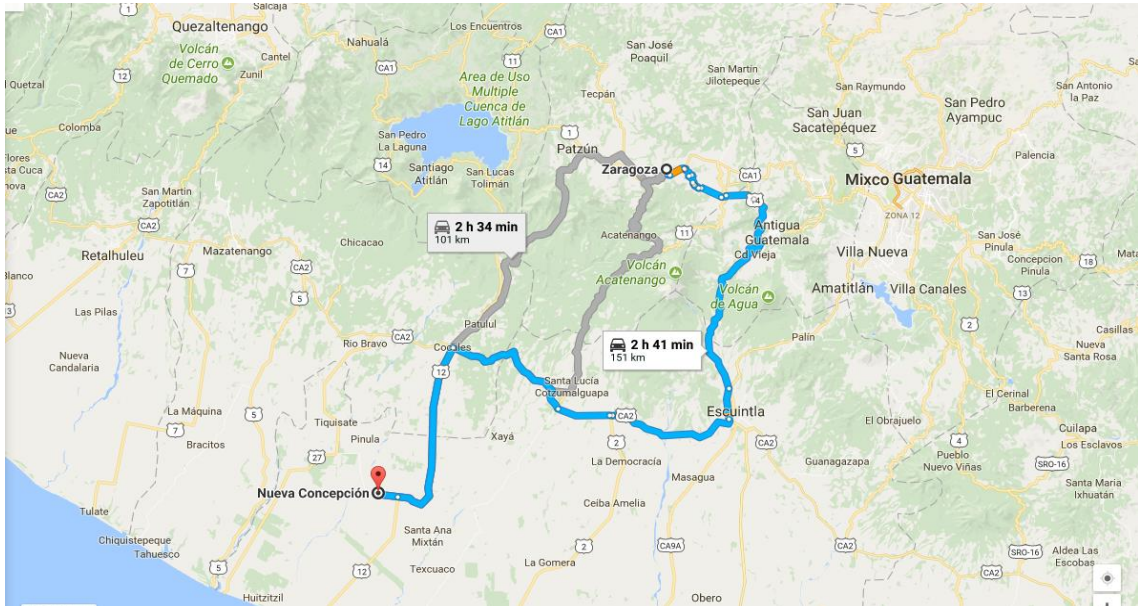 Quezaltenango
Salcajá
Los Encuentros
CA1
Nahualá
Cantel
Volcán
de Cerro
Quemado
Zunil
12
1
El Quetzal
CA1
San José
Poaquil
Area de Uso
Multiple
Cuenca de
Lago Atitlán
Tecpán
San Martin
Jilotepeque
San Raymundo
San Antonio
la Paz
San Pedro
Ayampuc
San Juan
Sacatepéquez
Colomba
San Pedro
La Laguna
1
Patzún
5
Palencia
Flores
Costa Cuca
Génova
14
Santiago
Atitlán
San Lucas
Tolimán
Zaragoza
CA1
Mixco
Guatemala
ZONA 12
CA2
San Martin
Zapotitlán
14
Antigua
Guatemala
2 h 34 min
101 km
Acatenango
11
Cd Vieja
Villa Nueva
San José
Pinula
Concepcion
Pinula
18
CA2
Chicacao
Mazatenango
Retalhuleu
7
CA2
5
Volcán
Acatenango
Volcán
de Agua
Amatitlán
Villa Canales
13
Las Pilas
Patulul
2 h 41 min
151 km
Palín
2
Casillas
Nueva
Santa Rosa
Rio Bravo
CA2
Cocales
12
Nueva
Candalaria
Santa Lucía
Cotzumalguapa
La Máquina
5
7
Bracitos
Tiquisate
Pinula
27
Xayá
CA2
2
Escuintla
El Cerinal
Barberena
El Obrajuelo
4
Cuilapa
Los Esclavos
La Democracía
Masagua
Guanagazapa
Pueblo
Nuevo Viñas
SRO-16
Santa Maria
Ixhuatán
Nueva Concepción
Ceiba Amelia
Tulate
Santa Ana
Mixtán
Chiquistepeque
Tahuesco
5
12
Texcuaco
La Gomera
2
CA9A
CA2
SRO-16
Aldea Las
Escobas
Huitzitzil
Obero